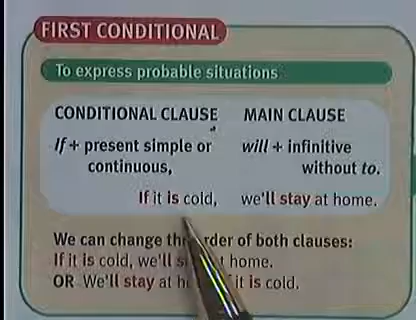 FIRST CONDITIONAL
To express probable situations
CONDITIONAL CLAUSE MAIN CLAUSE
If + present simple or will + infinitive
continuous, without to.
If it is cold, we'll stay at home.
We can change the order of both clauses:
If it is cold, we'll s t home.
OR We'll stay at h it is cold.